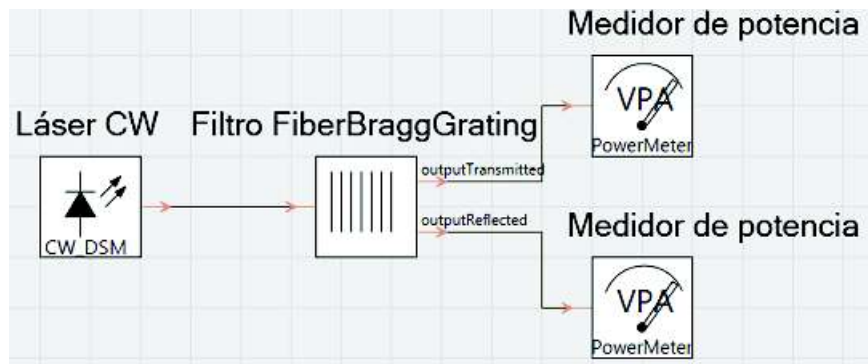 Medidor de potencia
VPA
PowerMeter
Láser CW
Filtro FiberBraggGrating
CW_DSM
outputTransmitted
outputReflected
Medidor de potencia
VPA
PowerMeter